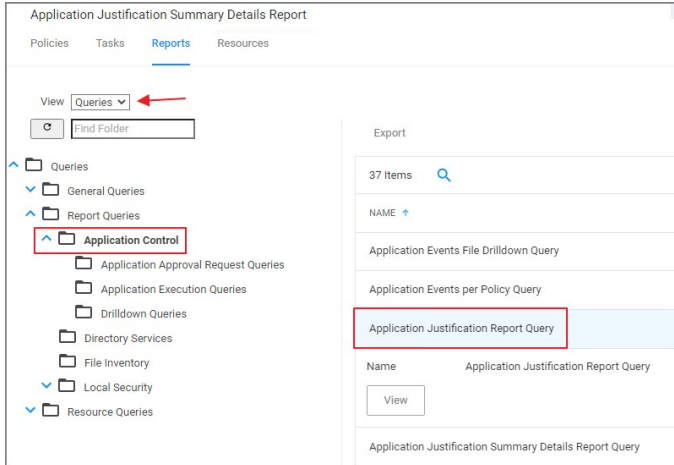 Application Justification Summary Details Report
Policies Tasks Reports Resources
View Queries
Find Folder
Queries
General Queries
Report Queries
Application Control
Application Approval Request Queries
Application Execution Queries
Drilldown Queries
Directory Services
File Inventory
Local Security
Resource Queries
Export
37 Items
NAME
Application Events File Drilldown Query
Application Events per Policy Query
Application Justification Report Query
Name Application Justification Report Query
View
Application Justification Summary Details Report Query